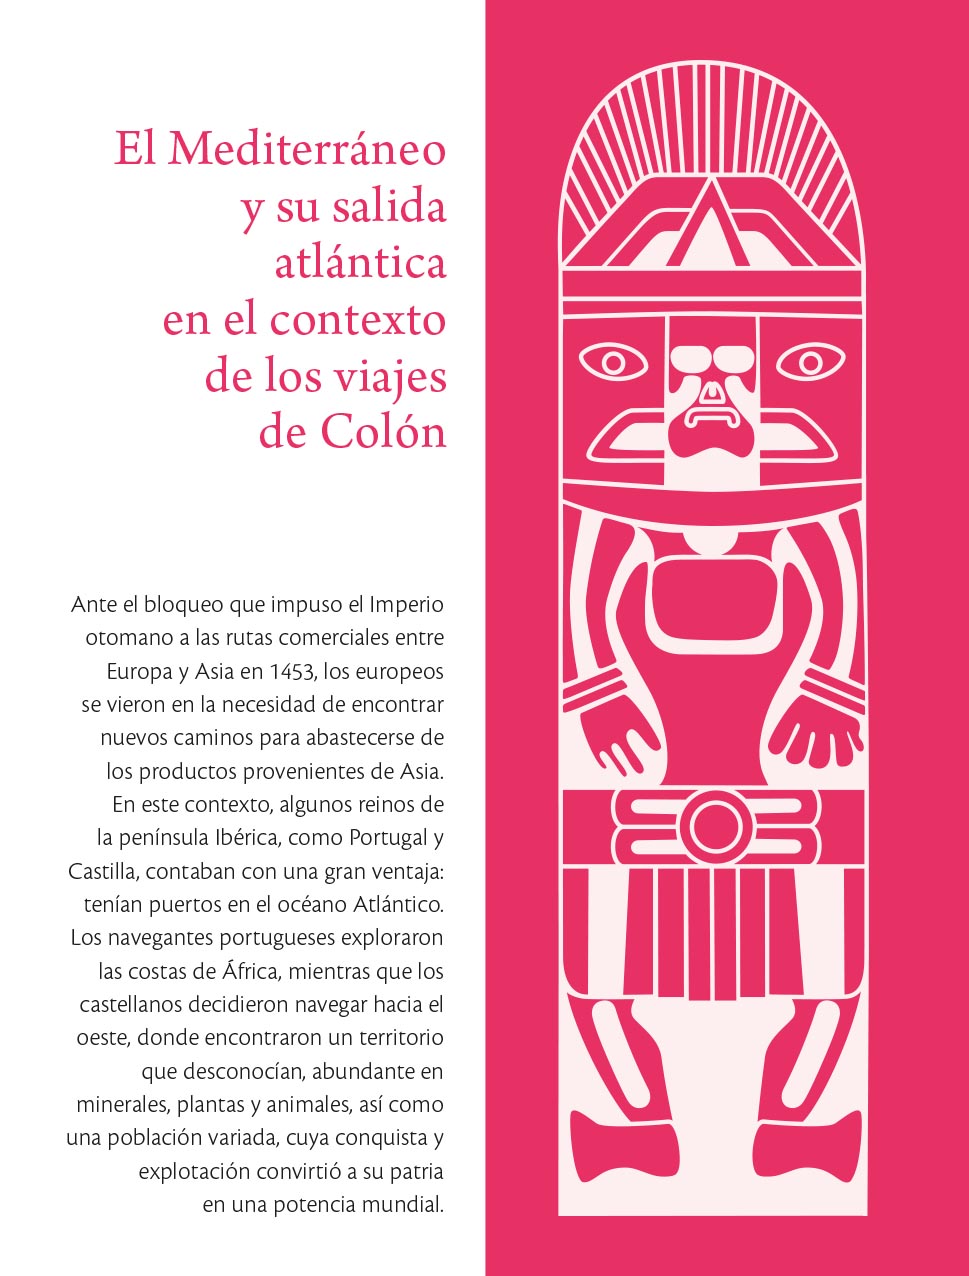 El Mediterráneo
y su salida
atlántica
en el contexto
de los viajes
de Colón
Ante el bloqueo que impuso el Imperio
otomano a las rutas comerciales entre
Europa y Asia en 1453, los europeos
se vieron en la necesidad de encontrar
nuevos caminos para abastecerse de
los productos provenientes de Asia.
En este contexto, algunos reinos de
la península Ibérica, como Portugal y
Castilla, contaban con una gran ventaja:
tenían puertos en el océano Atlántico.
Los navegantes portugueses exploraron
las costas de África, mientras que los
castellanos decidieron navegar hacia el
oeste, donde encontraron un territorio
que desconocían, abundante en
minerales, plantas y animales, así como
una población variada, cuya conquista y
explotación convirtió a su patria
en una potencia mundial.